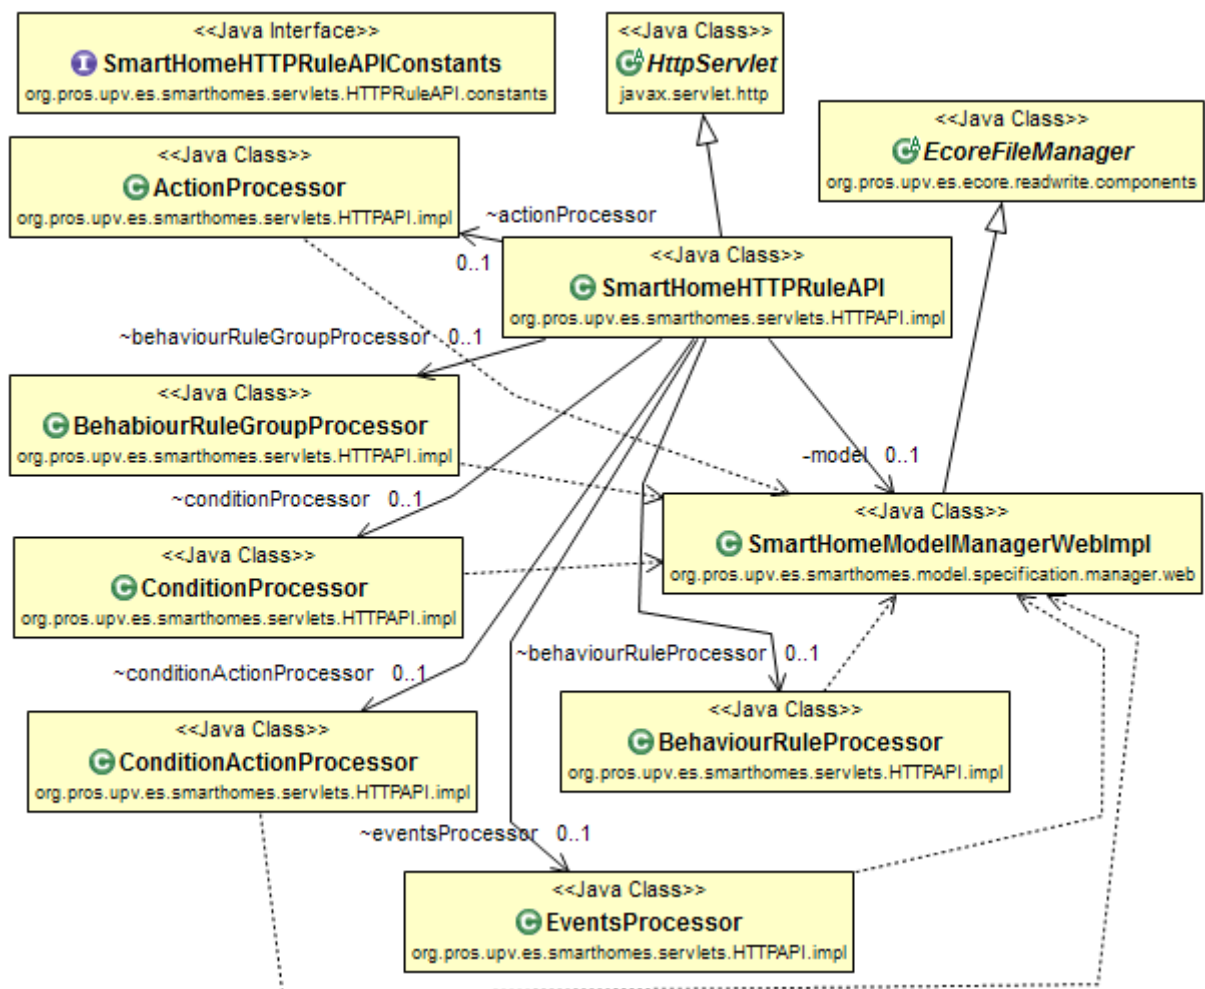 <<Java Interface>>
SmartHomeHTTPRuleAPIConstants
org.pros.upv.es.smarthomes.servlets.HTTPRuleAPI.constants
<<Java Class>>
HttpServlet
javax.servlet.http
<<Java Class>>
EcoreFileManager
org.pros.upv.es.ecore.readwrite.components
<<Java Class>>
ActionProcessor
org.pros.upv.es.smarthomes.servlets.HTTPAPI.impl
~actionProcessor
0..1
<<Java Class>>
SmartHomeHTTPRuleAPI
org.pros.upv.es.smarthomes.servlets.HTTPAPI.impl
~behaviourRuleGroupProcessor 0..1
<<Java Class>>
BehabiourRuleGroupProcessor
org.pros.upv.es.smarthomes.servlets.HTTPAPI.impl
-model 0..1
~conditionProcessor 0..1
<<Java Class>>
SmartHomeModelManagerWebImpl
org.pros.upv.es.smarthomes.model.specification.manager.web
<<Java Class>>
ConditionProcessor
org.pros.upv.es.smarthomes.servlets.HTTPAPI.impl
~behaviourRuleProcessor 0..1
~conditionActionProcessor 0..1
<<Java Class>>
BehaviourRuleProcessor
org.pros.upv.es.smarthomes.servlets.HTTPAPI.impl
<<Java Class>>
ConditionActionProcessor
org.pros.upv.es.smarthomes.servlets.HTTPAPI.impl
~eventsProcessor 0..1
<<Java Class>>
EventsProcessor
org.pros.upv.es.smarthomes.servlets.HTTPAPI.impl